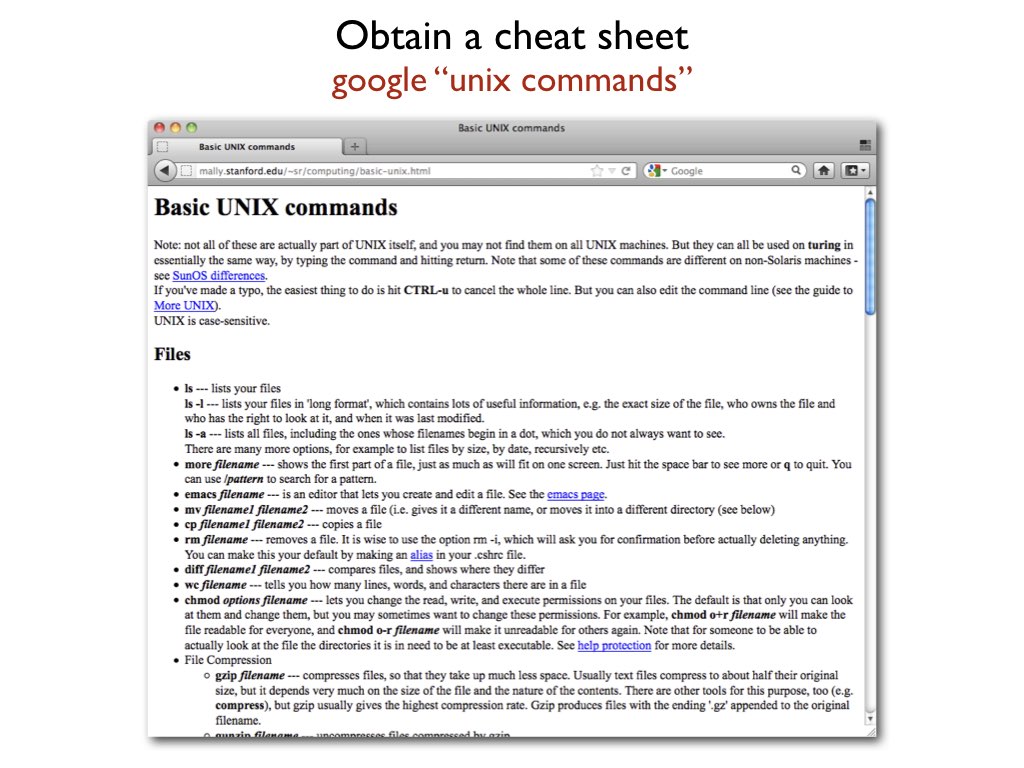 Obtain a cheat sheet
google “unix commands”
Basic UNIX commands
Basic UNIX commands
mally.stanford.edu/~sr/computing/basic-unix.html
Google
Basic UNIX commands
Note: not all of these are actually part of UNIX itself, and you may not find them on all UNIX machines. But they can all be used on turing in
essentially the same way, by typing the command and hitting return. Note that some of these commands are different on non-Solaris machines -
see SunOS differences.
If you've made a typo, the easiest thing to do is hit CTRL-u to cancel the whole line. But you can also edit the command line (see the guide to
More UNIX).
UNIX is case-sensitive.
Files
• ls --- lists your files
ls -l --- lists your files in 'long format', which contains lots of useful information, e.g. the exact size of the file, who owns the file and
who has the right to look at it, and when it was last modified.
ls -a --- lists all files, including the ones whose filenames begin in a dot, which you do not always want to see.
There are many more options, for example to list files by size, by date, recursively etc.
• more filename --- shows the first part of a file, just as much as will fit on one screen. Just hit the space bar to see more or q to quit. You
can use /pattern to search for a pattern.
• emacs filename --- is an editor that lets you create and edit a file. See the emacs page.
• mv filename1 filename2 --- moves a file (i.e. gives it a different name, or moves it into a different directory (see below)
• cp filename1 filename2 --- copies a file
• rm filename --- removes a file. It is wise to use the option rm -i, which will ask you for confirmation before actually deleting anything.
You can make this your default by making an alias in your .cshrc file.
• diff filename1 filename2 --- compares files, and shows where they differ
• wc filename --- tells you how many lines, words, and characters there are in a file
• chmod options filename --- lets you change the read, write, and execute permissions on your files. The default is that only you can look
at them and change them, but you may sometimes want to change these permissions. For example, chmod o+r filename will make the
file readable for everyone, and chmod o-r filename will make it unreadable for others again. Note that for someone to be able to
actually look at the file the directories it is in need to be at least executable. See help protection for more details.
• File Compression
○ gzip filename --- compresses files, so that they take up much less space. Usually text files compress to about half their original
size, but it depends very much on the size of the file and the nature of the contents. There are other tools for this purpose, too (e.g.
compress), but gzip usually gives the highest compression rate. Gzip produces files with the ending '.gz' appended to the original
filename.
○ gunzip filename --- uncompresses files compressed by gzip.